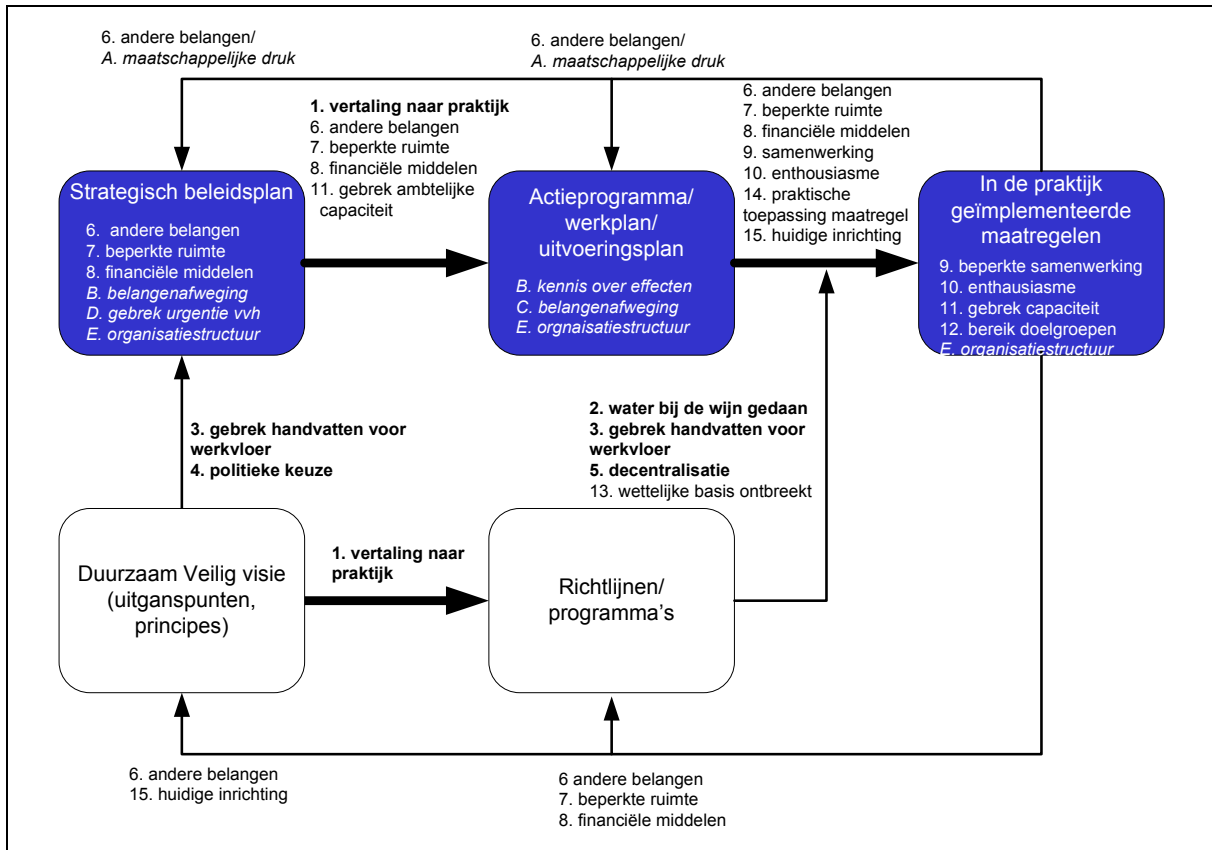 6. andere belangen/
A. maatschappelijke druk
6. andere belangen/
A. maatschappelijke druk
1. vertaling naar praktijk
6. andere belangen
7. beperkte ruimte
8. financiële middelen
11. gebrek ambtelijke
capaciteit
6. andere belangen
7. beperkte ruimte
8. financiële middelen
9. samenwerking
10. enthousiasme
14. praktische
toepassing maatregel
15. huidige inrichting
Strategisch beleidsplan
6. andere belangen
7. beperkte ruimte
8. financiële middelen
B. belangenafweging
D. gebrek urgentie vvh
E. organisatiestructuur
Actieprogramma/
werkplan/
uitvoeringsplan
B. kennis over effecten
C. belangenafweging
E. orgnaisatiestructuur
In de praktijk
geïmplementeerde
maatregelen
9. beperkte samenwerking
10. enthausiasme
11. gebrek capaciteit
12. bereik doelgroepen
E. organisatiestructuur
3. gebrek handvatten voor
werkvloer
4. politieke keuze
2. water bij de wijn gedaan
3. gebrek handvatten voor
werkvloer
5. decentralisatie
13. wettelijke basis ontbreekt
Duurzaam Veilig visie
(uitganspunten,
principes)
1. vertaling naar
praktijk
Richtlijnen/
programma's
6. andere belangen
15. huidige inrichting
6 andere belangen
7. beperkte ruimte
8. financiële middelen